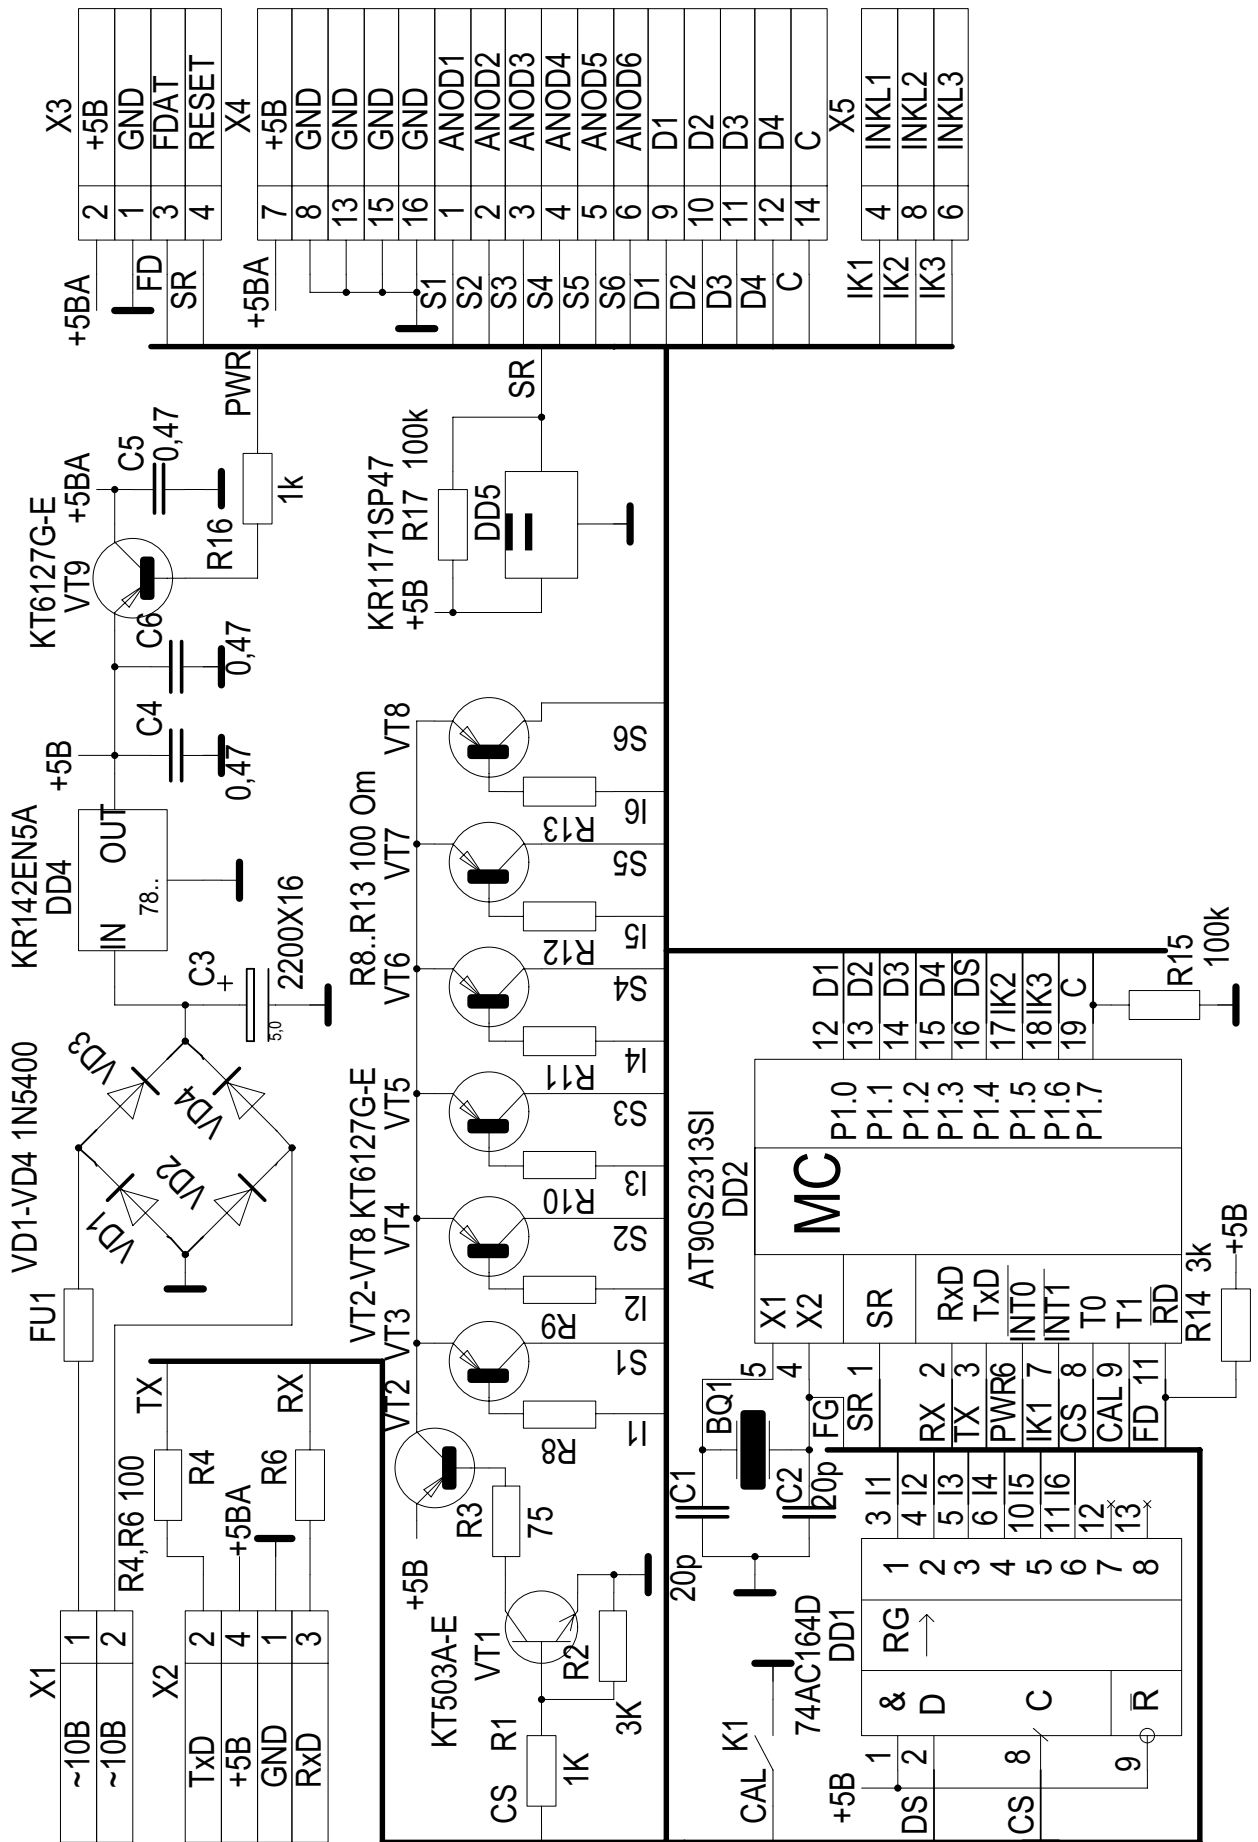 X1
~10B 1
~10B 2
X2
TxD 2
+5B 4
GND 1
RxD 3
FU1
VD1-VD4 1N5400
VD1
VD2
VD3
VD4
R4,R6 100
+5BA
R4
R6
TX
RX
C3
+
5,0
2200X16
KR142EN5A
DD4
IN
OUT
78..
+5B
C4
0,47
C6
0,47
KT6127G-E
VT9
+5BA
C5
0,47
R16
1k
PWR
X3
2 +5B
1 GND
3 FDAT
4 RESET
+5BA
FD
SR
X4
7 +5B
8 GND
13 GND
15 GND
16 GND
1 ANOD1
2 ANOD2
3 ANOD3
4 ANOD4
5 ANOD5
6 ANOD6
9 D1
10 D2
11 D3
12 D4
14 C
+5BA
S1
S2
S3
S4
S5
S6
D1
D2
D3
D4
C
X5
4 INKL1
8 INKL2
6 INKL3
IK1
IK2
IK3
KR1171SP47
+5B
R17 100k
DD5
SR
CS
R1
1K
KT503A-E
VT1
R2
3K
R3
75
+5B
VT2
VT2-VT8 KT6127G-E
R8..R13 100 Om
VT3
VT4
VT5
VT6
VT7
VT8
R8
R9
R10
R11
R12
R13
I1
S1
I2
S2
I3
S3
I4
S4
I5
S5
I6
S6
CAL
K1
20p
C1
BQ1
C2
20p
FG
AT90S2313SI
DD2
MC
X1
X2
SR
RxD
TxD
INT0
INT1
T0
T1
RD
5
4
SR 1
RX 2
TX 3
PWR 6
IK1 7
CS 8
CAL 9
FD 11
P1.0
P1.1
P1.2
P1.3
P1.4
P1.5
P1.6
P1.7
12 D1
13 D2
14 D3
15 D4
16 DS
17 IK2
18 IK3
19 C
R15
100k
R14
3k
+5B
74AC164D
DD1
RG
&
D
C
R
+5B
DS
CS
1
2
8
9
1
2
3
4
5
6
7
8
3 I1
4 I2
5 I3
6 I4
10 I5
11 I6
12
13